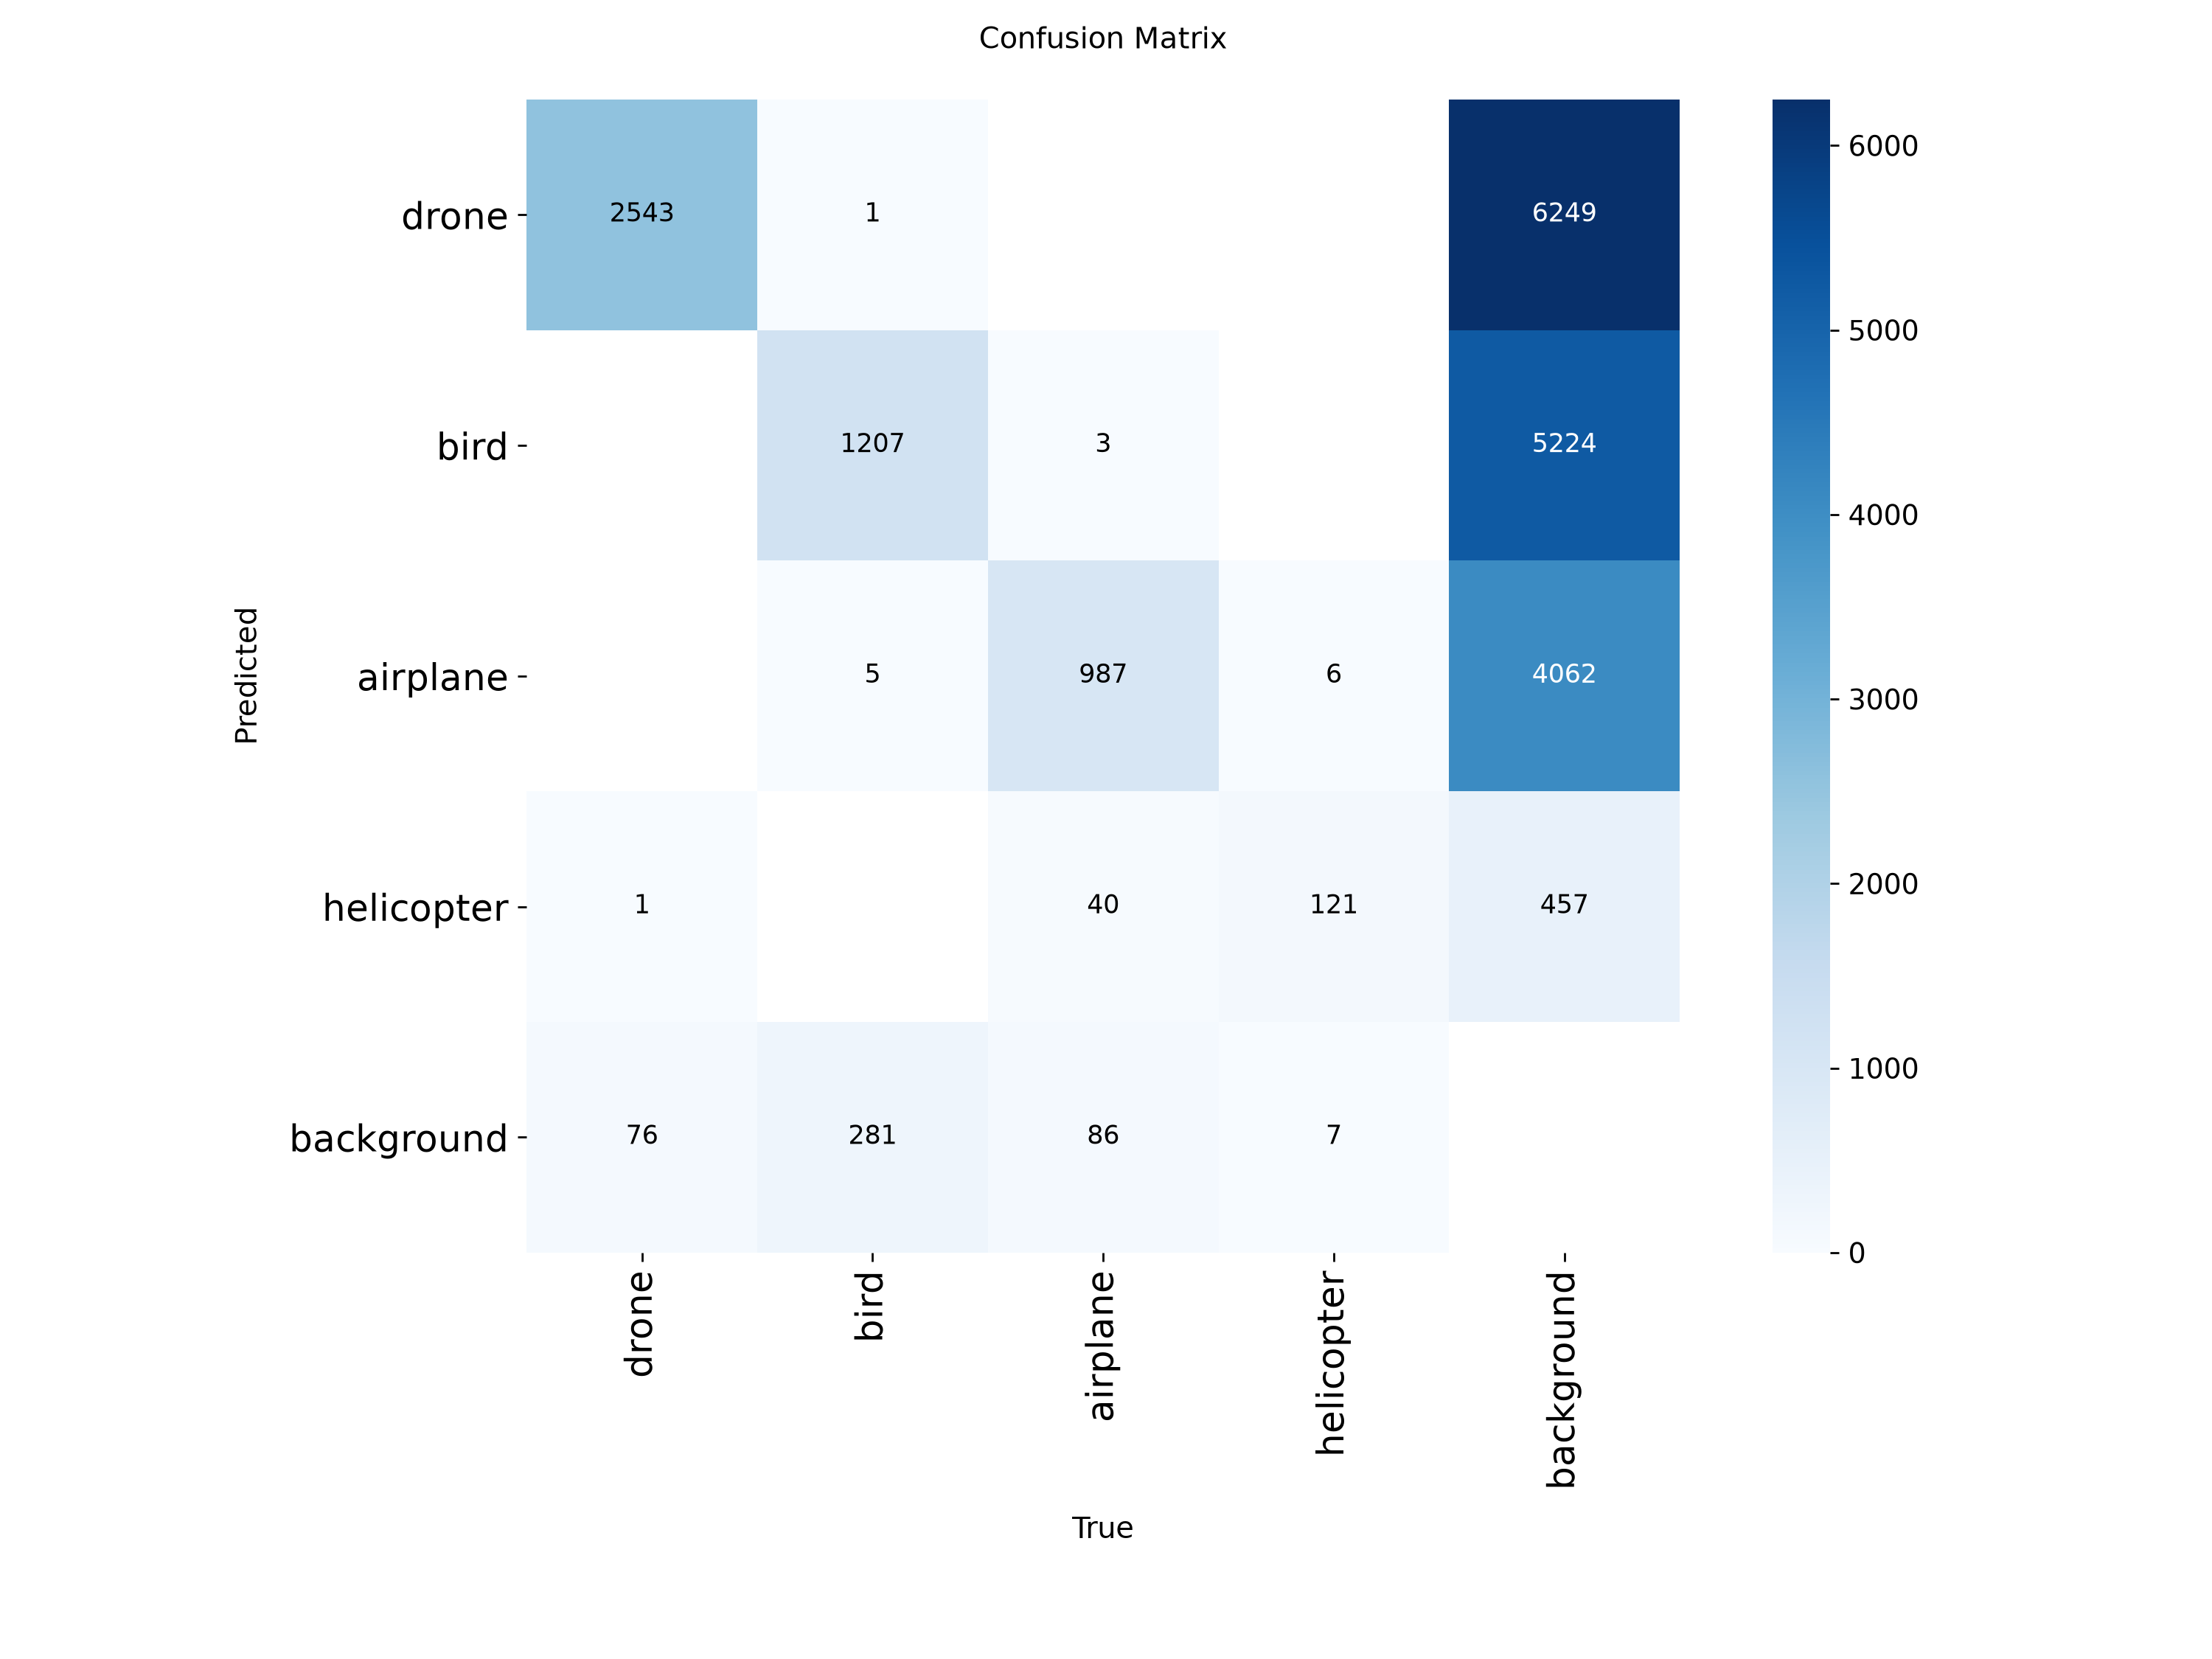 Confusion Matrix
drone 2543 1 6249
bird 1207 3 5224
airplane 5 987 6 4062
helicopter 1 40 121 457
background 76 281 86 7
drone bird airplane helicopter background
True
Predicted
6000
5000
4000
3000
2000
1000
0